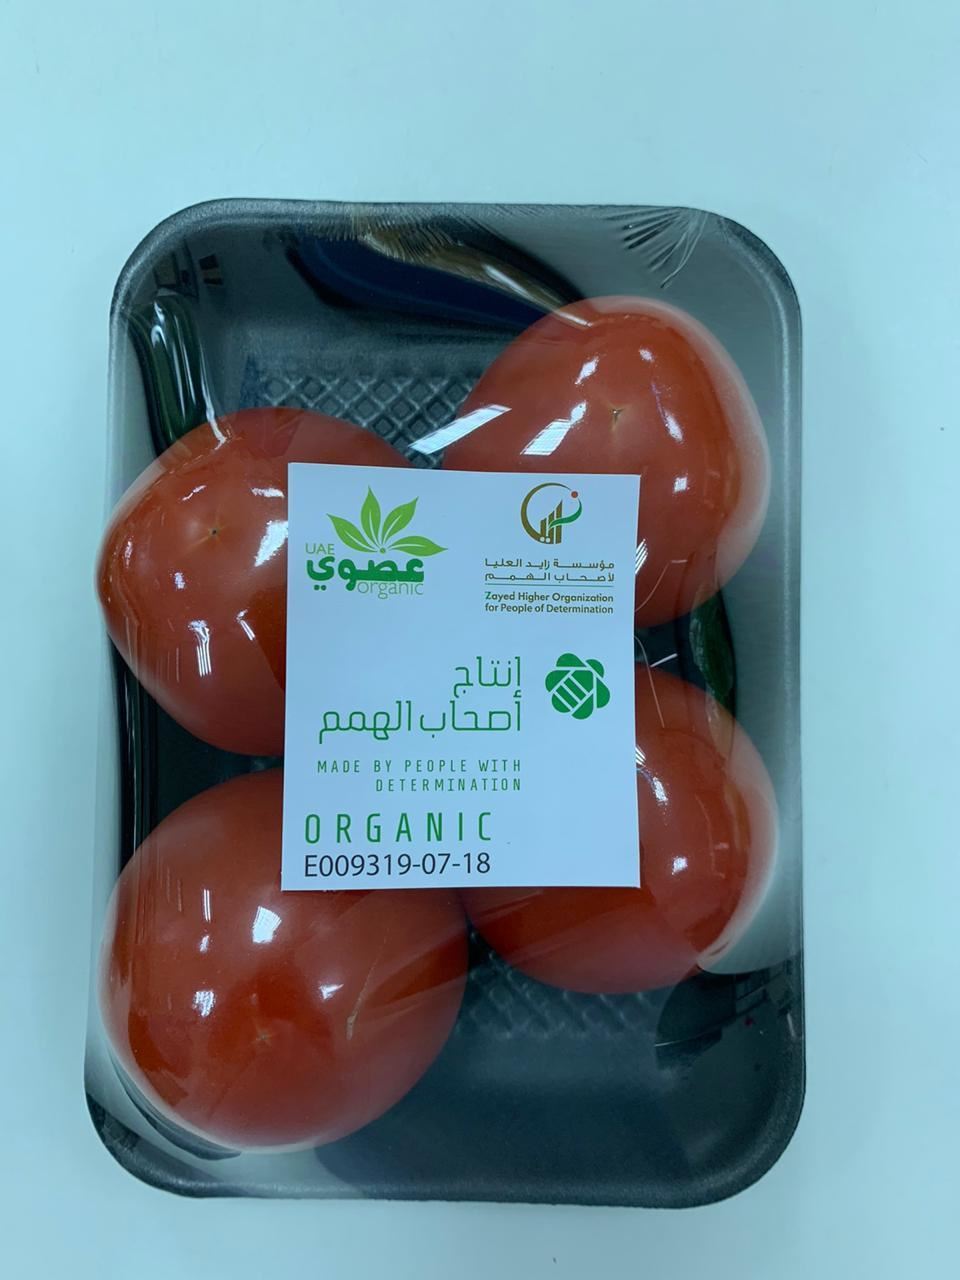 UAE
عضوي
organic
مؤسسة زايد العليا
لأصحاب الهمم
Zayed Higher Organization
for People of Determination
إنتاج
أصحاب الهمم
MADE BY PEOPLE WITH
DETERMINATION
ORGANIC
E009319-07-18